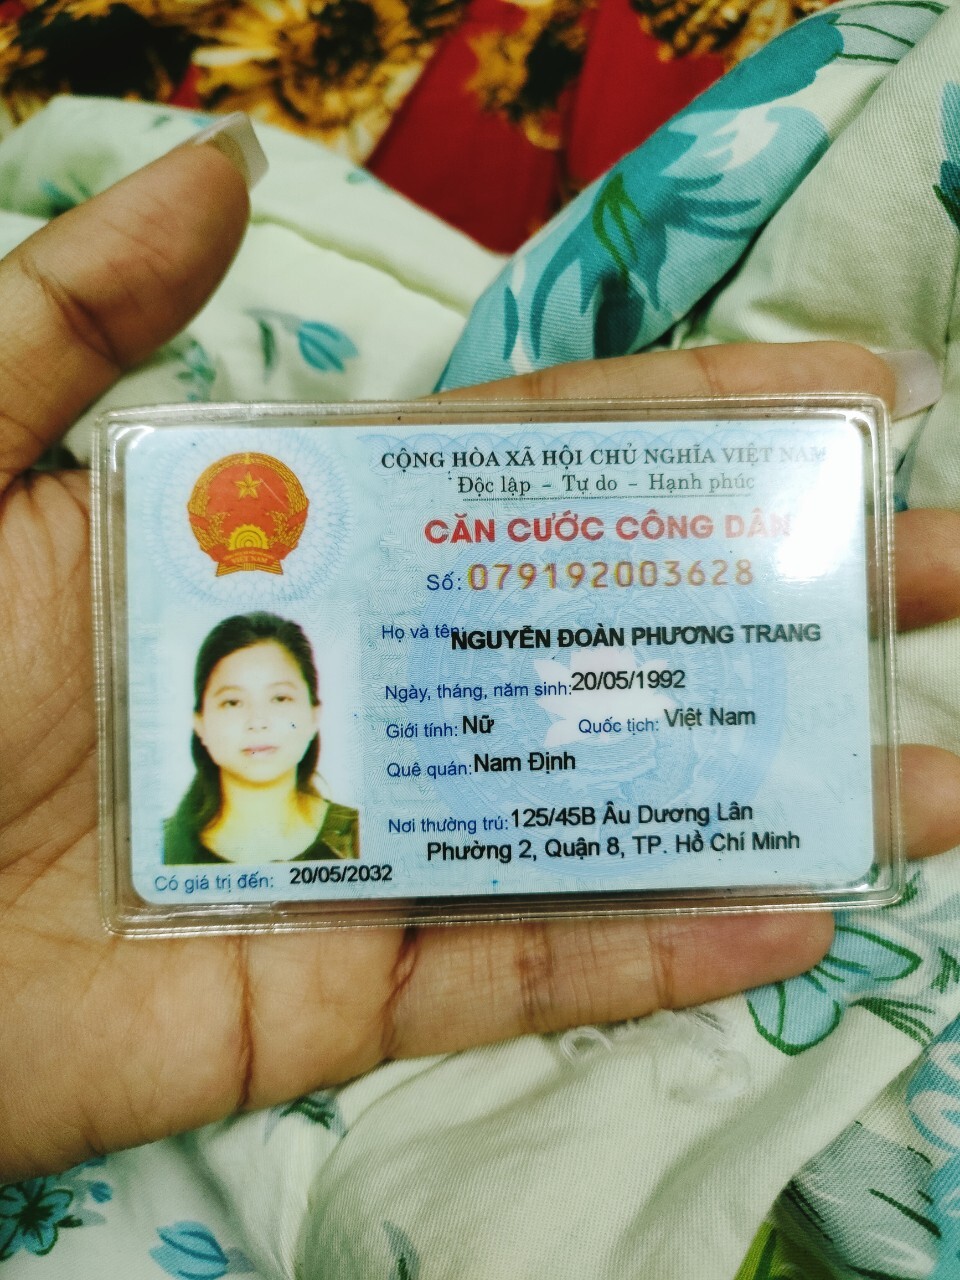 CỘNG HÒA XÃ HỘI CHỦ NGHĨA VIỆT NAM
Độc lập - Tự do - Hạnh phúc
CĂN CƯỚC CÔNG DÂN
Số: 079192003628
Họ và tên: NGUYỄN ĐOÀN PHƯƠNG TRANG
Ngày, tháng, năm sinh: 20/05/1992
Giới tính: Nữ Quốc tịch: Việt Nam
Quê quán: Nam Định
Nơi thường trú: 125/45B Âu Dương Lân
Phường 2, Quận 8, TP. Hồ Chí Minh
Có giá trị đến: 20/05/2032